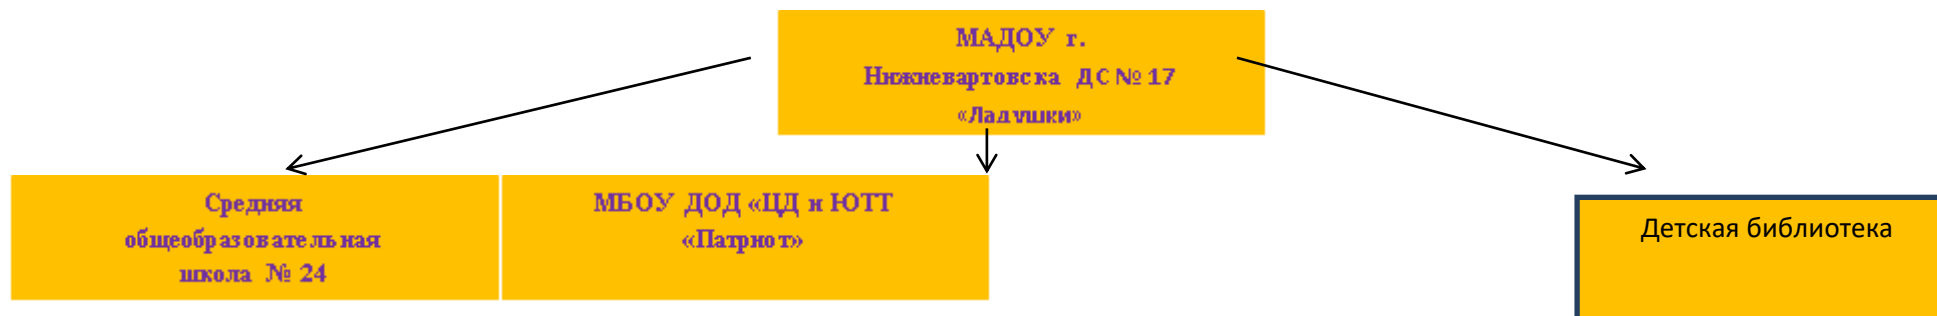 МАДОУ г.
Нижневартовска ДС № 17
«Ладушки»
Средняя
общеобразовательная
школа № 24
МБОУ ДОД «ЦД и ЮТТ
«Патриот»
Детская библиотека